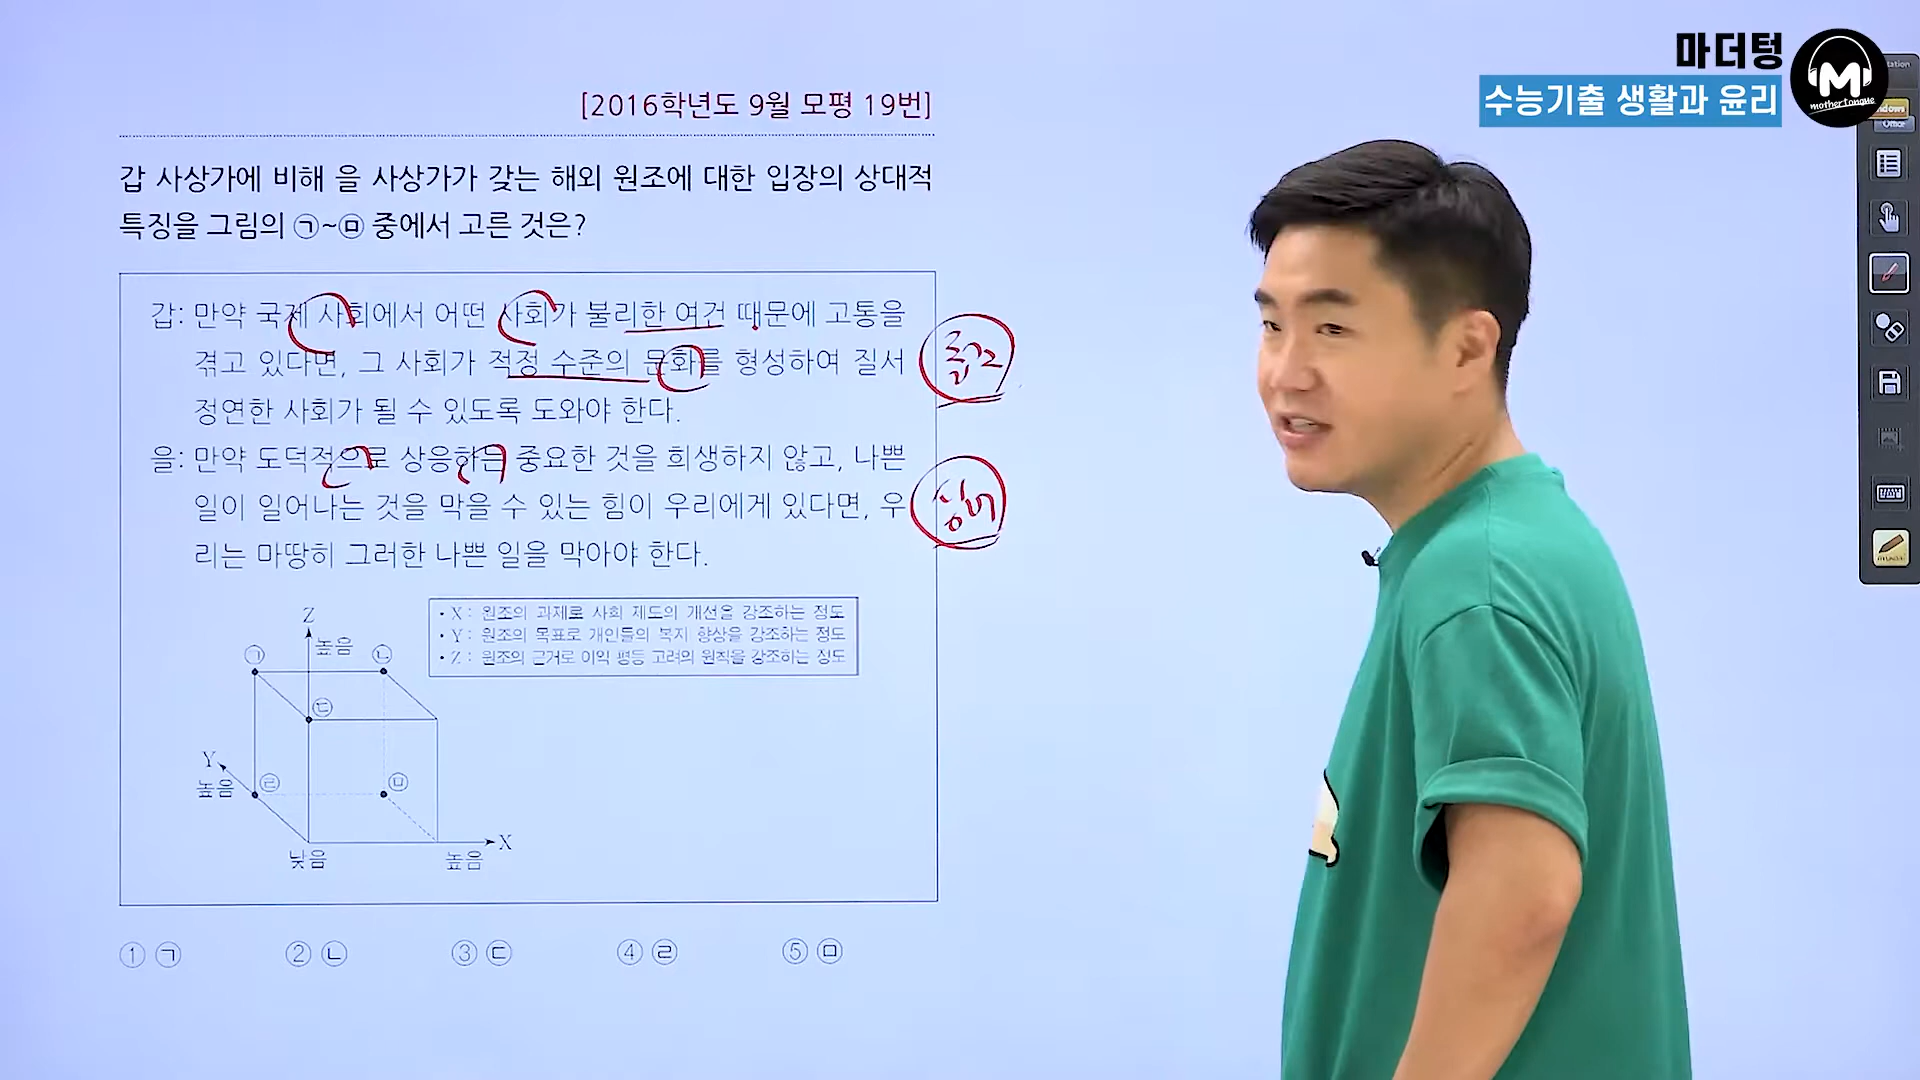 마더텅
수능기출 생활과 윤리
mothertongue
[2016학년도 9월 모평 19번]
갑 사상가에 비해 을 사상가가 갖는 해외 원조에 대한 입장의 상대적
특징을 그림의 ㉠~㉤ 중에서 고른 것은?
갑: 만약 국제 사회에서 어떤 사회가 불리한 여건 때문에 고통을
겪고 있다면, 그 사회가 적정 수준의 문화를 형성하여 질서
정연한 사회가 될 수 있도록 도와야 한다.
롤스
을: 만약 도덕적으로 상응하는 중요한 것을 희생하지 않고, 나쁜
일이 일어나는 것을 막을 수 있는 힘이 우리에게 있다면, 우
리는 마땅히 그러한 나쁜 일을 막아야 한다.
싱어
• X: 원조의 과제로 사회 제도의 개선을 강조하는 정도
• Y: 원조의 목표로 개인들의 복지 향상을 강조하는 정도
• Z: 원조의 근거로 이익 평등 고려의 원칙을 강조하는 정도
Z
높음
㉠
㉡
㉢
Y
높음
㉣
㉤
X
낮음
높음
① ㉠ ② ㉡ ③ ㉢ ④ ㉣ ⑤ ㉤